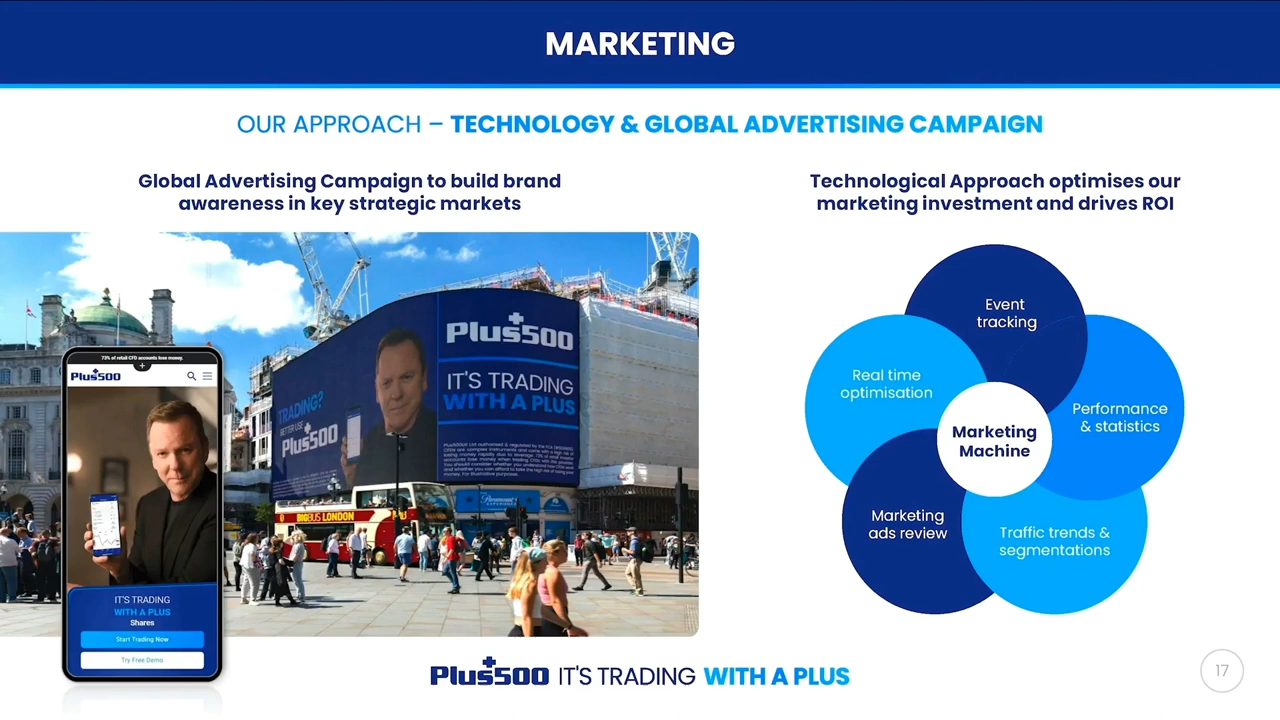 MARKETING
OUR APPROACH – TECHNOLOGY & GLOBAL ADVERTISING CAMPAIGN
Global Advertising Campaign to build brand
awareness in key strategic markets
Technological Approach optimises our
marketing investment and drives ROI
73% of retail CFD accounts lose money.
Plus500
IT'S TRADING
WITH A PLUS
Shares
Start Trading Now
Try Free Demo
TRADING?
BETTER USE
Plus500
Plus500
IT'S TRADING
WITH A PLUS
BIGBUS LONDON
Event
tracking
Real time
optimisation
Performance
& statistics
Marketing
Machine
Marketing
ads review
Traffic trends &
segmentations
Plus500 IT'S TRADING WITH A PLUS
17